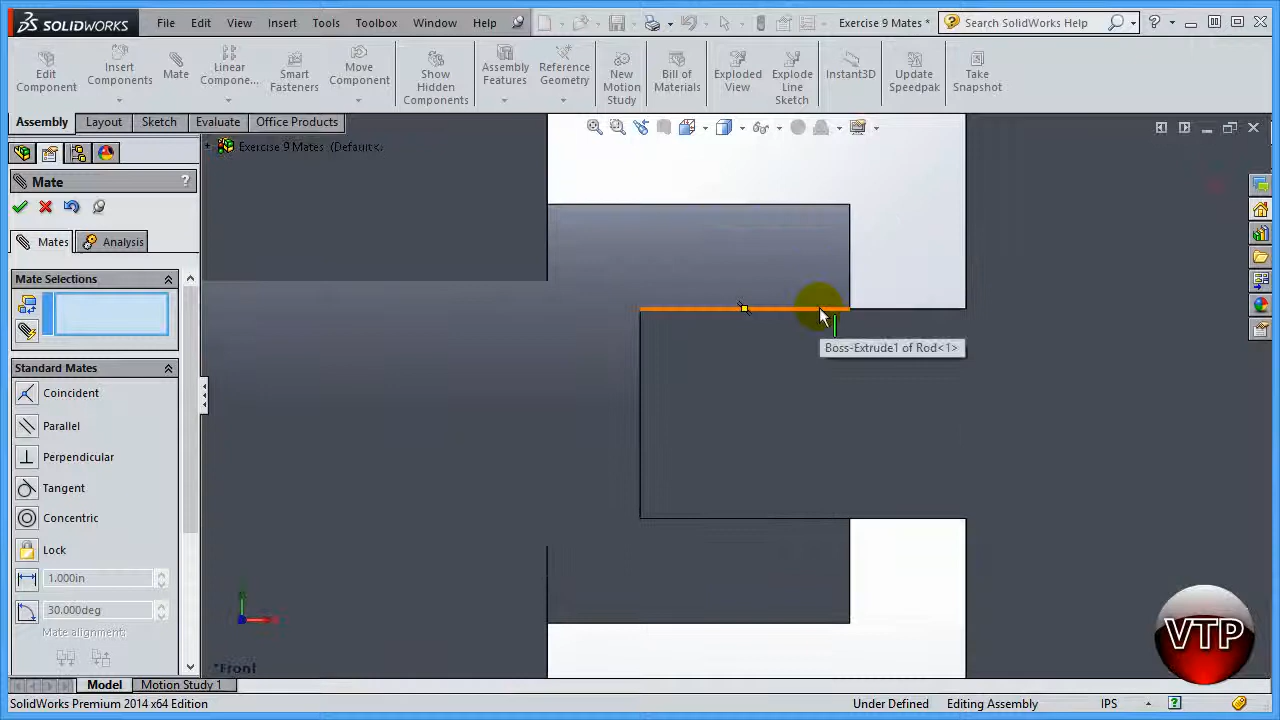 SOLIDWORKS File Edit View Insert Tools Toolbox Window Help Exercise 9 Mates * Search SolidWorks Help
Edit Component
Insert Components
Mate
Linear Compone...
Smart Fasteners
Move Component
Show Hidden Components
Assembly Features
Reference Geometry
New Motion Study
Bill of Materials
Exploded View
Explode Line Sketch
Instant3D
Update Speedpak
Take Snapshot
Assembly Layout Sketch Evaluate Office Products
Exercise 9 Mates (Default<
Mate ?
Mates Analysis
Mate Selections
Boss-Extrude1 of Rod<1>
Standard Mates
Coincident
Parallel
Perpendicular
Tangent
Concentric
Lock
1.000in
30.000deg
Mate alignment:
*Front
VTP
Model Motion Study 1
SolidWorks Premium 2014 x64 Edition Under Defined Editing Assembly IPS